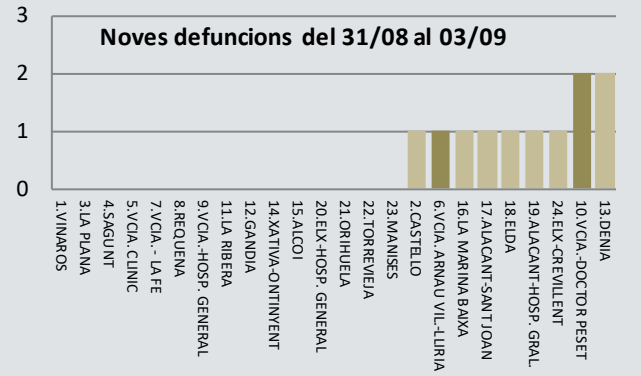 Noves defuncions del 31/08 al 03/09
3
2
1
0
1.VINAROS
3.LA PLANA
4.SAGUNT
5.VCIA. CLINIC
7.VCIA. - LA FE
8.REQUENA
9.VCIA.-HOSP. GENERAL
11.LA RIBERA
12.GANDIA
14.XATIVA-ONTINYENT
15.ALCOI
20.ELX-HOSP. GENERAL
21.ORIHUELA
22.TORREVIEJA
23.MANISES
2.CASTELLO
6.VCIA. ARNAU VIL.-LLIRIA
16.LA MARINA BAIXA
17.ALACANT-SANT JOAN
18.ELDA
19.ALACANT-HOSP. GRAL.
24.ELX-CREVILLENT
10.VCIA.-DOCTOR PESET
13.DENIA